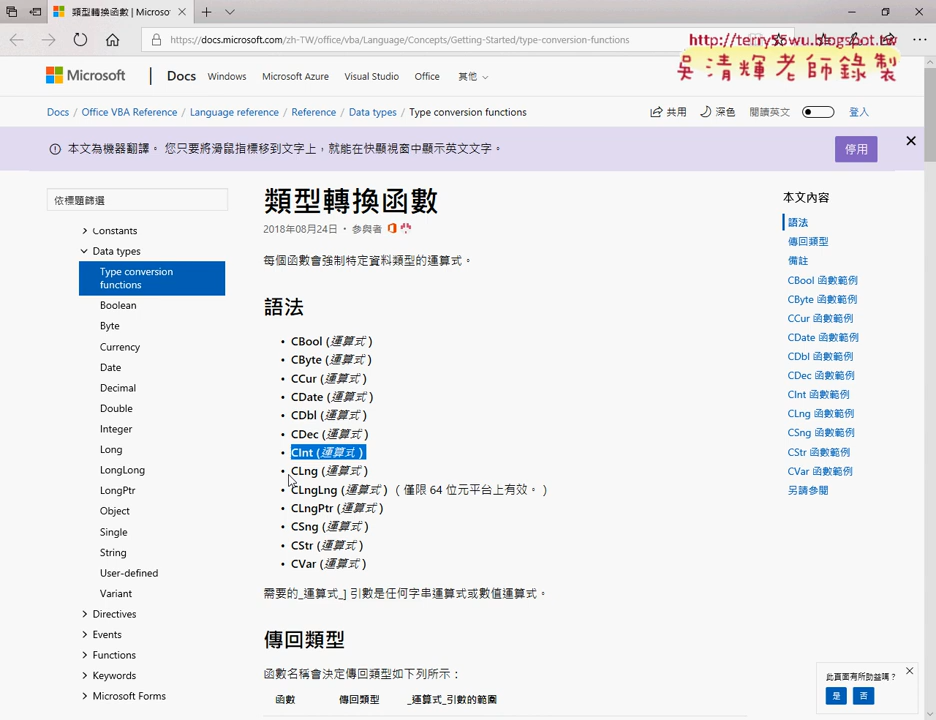 類型轉換函數 | Microso
https://docs.microsoft.com/zh-TW/office/vba/Language/Concepts/Getting-Started/type-conversion-functions
http://terry55wu.blogspot.tw
吳清輝老師錄製
Microsoft
Docs
Windows
Microsoft Azure
Visual Studio
Office
其他
Docs / Office VBA Reference / Language reference / Reference / Data types / Type conversion functions
共用
深色
閱讀英文
登入
本文為機器翻譯。 您只要將滑鼠指標移到文字上，就能在快顯視窗中顯示英文文字。
停用
依標題篩選
Constants
Data types
Type conversion
functions
Boolean
Byte
Currency
Date
Decimal
Double
Integer
Long
LongLong
LongPtr
Object
Single
String
User-defined
Variant
Directives
Events
Functions
Keywords
Microsoft Forms
類型轉換函數
2018年08月24日 • 參與者
每個函數會強制特定資料類型的運算式。
語法
• CBool (運算式 )
• CByte (運算式 )
• CCur (運算式 )
• CDate (運算式 )
• CDbl (運算式 )
• CDec (運算式 )
• CInt (運算式 )
• CLng (運算式 )
• CLngLng (運算式 ) （ 僅限 64 位元平台上有效。 ）
• CLngPtr (運算式 )
• CSng (運算式 )
• CStr (運算式 )
• CVar (運算式 )
需要的_運算式_] 引數是任何字串運算式或數值運算式。
傳回類型
函數名稱會決定傳回類型如下列所示：
函數
傳回類型
_運算式_引數的範圍
本文內容
語法
傳回類型
備註
CBool 函數範例
CByte 函數範例
CCur 函數範例
CDate 函數範例
CDbl 函數範例
CDec 函數範例
CInt 函數範例
CLng 函數範例
CSng 函數範例
CStr 函數範例
CVar 函數範例
另請參閱
此頁面有所助益嗎？
是
否